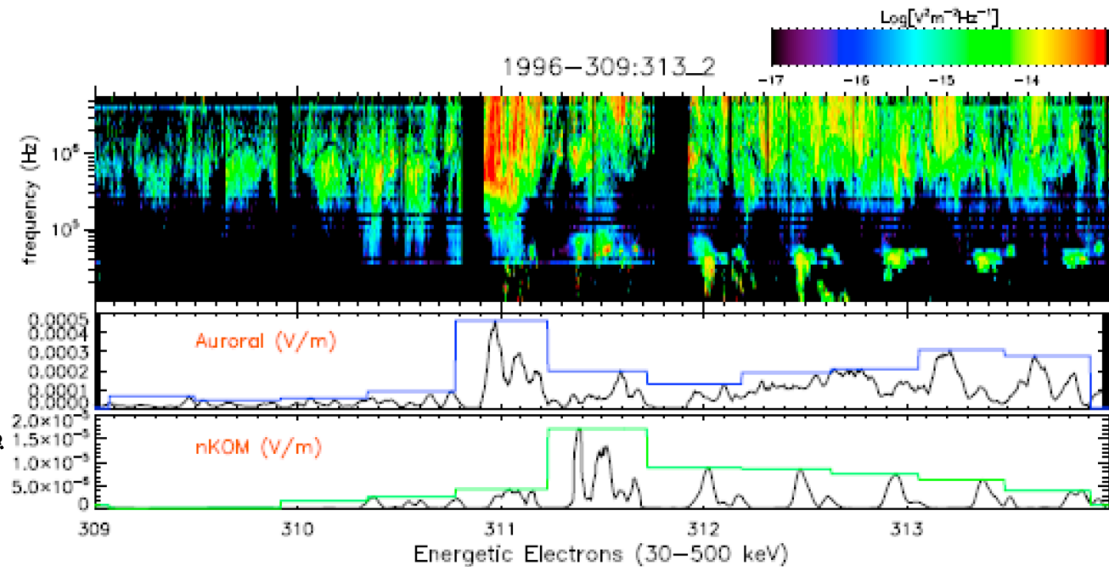 Log[V²m⁻²Hz⁻¹]
1996-309:313_2
-17 -16 -15 -14
frequency (Hz)
10⁶
10⁵
0.0005
0.0004
0.0003
0.0002
0.0001
0.0000
Auroral (V/m)
2.0×10⁻⁵
1.5×10⁻⁵
1.0×10⁻⁵
5.0×10⁻⁶
0
nKOM (V/m)
309 310 311 312 313
Energetic Electrons (30-500 keV)